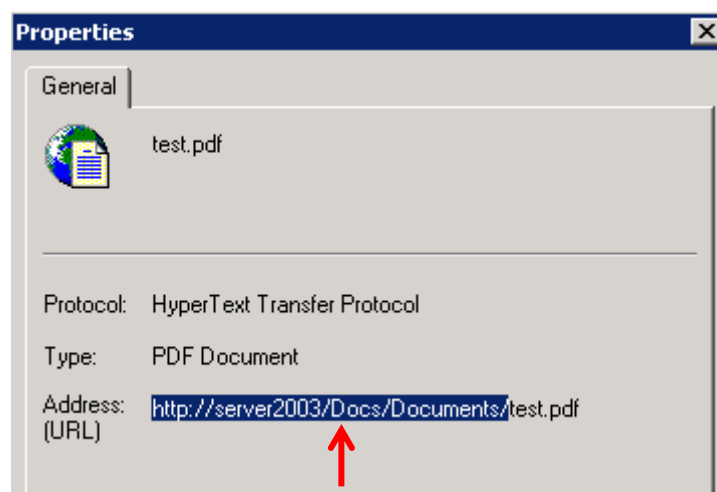 Properties
General
test.pdf
Protocol: HyperText Transfer Protocol
Type: PDF Document
Address: http://server2003/Docs/Documents/test.pdf
(URL)